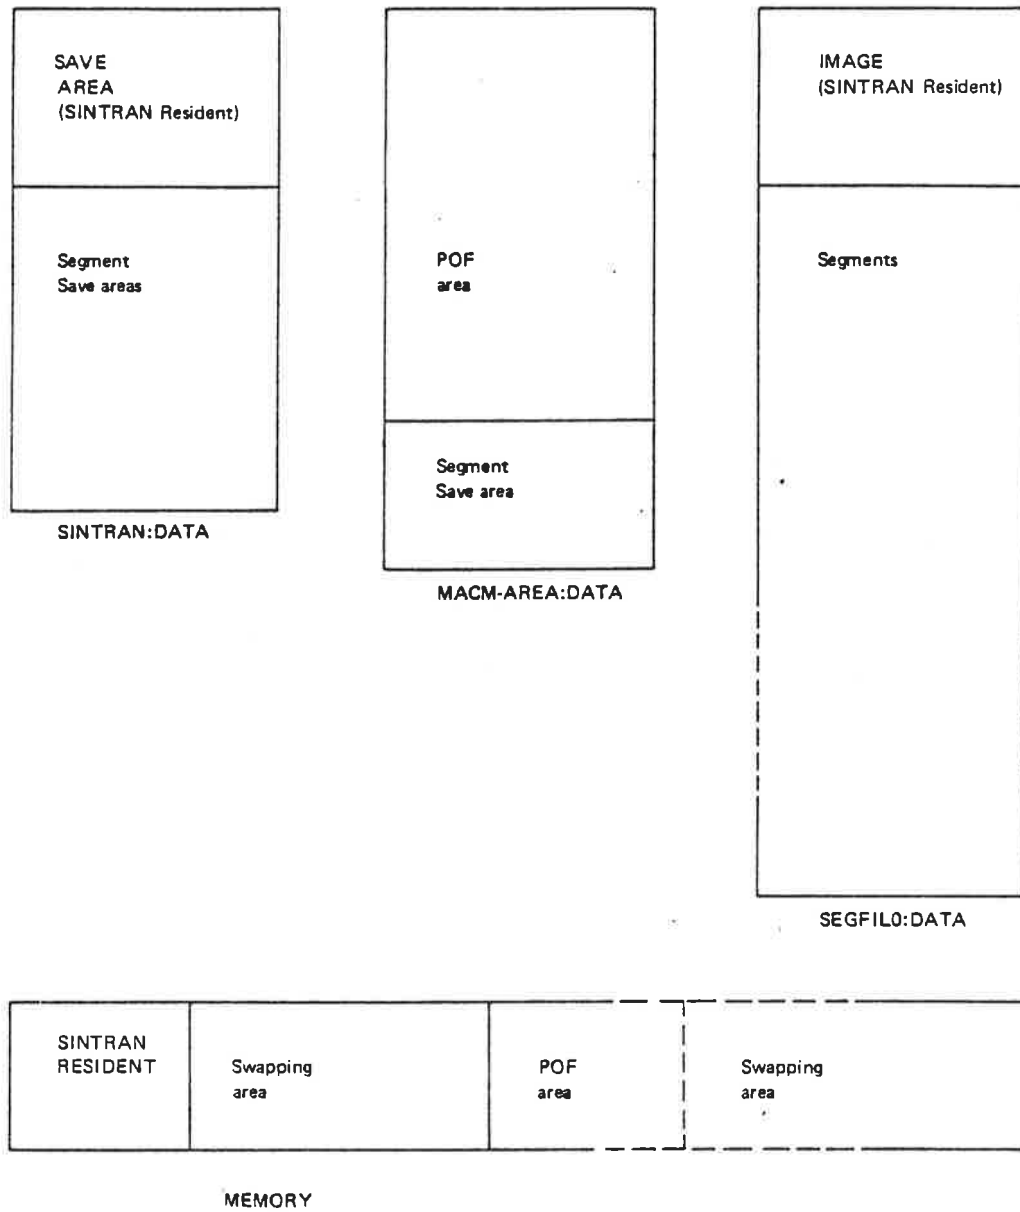 SAVE
AREA
(SINTRAN Resident)
Segment
Save areas
SINTRAN:DATA
POF
area
Segment
Save area
MACM-AREA:DATA
IMAGE
(SINTRAN Resident)
Segments
SEGFIL0:DATA
SINTRAN
RESIDENT
Swapping
area
POF
area
Swapping
area
MEMORY